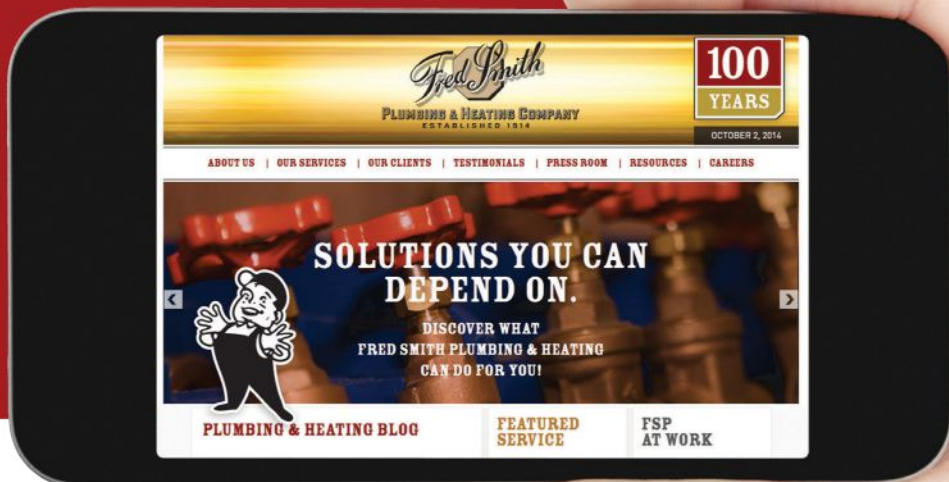 Fred Smith
PLUMBING & HEATING COMPANY
ESTABLISHED 1914
100
YEARS
OCTOBER 2, 2014
ABOUT US | OUR SERVICES | OUR CLIENTS | TESTIMONIALS | PRESS ROOM | RESOURCES | CAREERS
SOLUTIONS YOU CAN
DEPEND ON.
DISCOVER WHAT
FRED SMITH PLUMBING & HEATING
CAN DO FOR YOU!
PLUMBING & HEATING BLOG
FEATURED
SERVICE
FSP
AT WORK